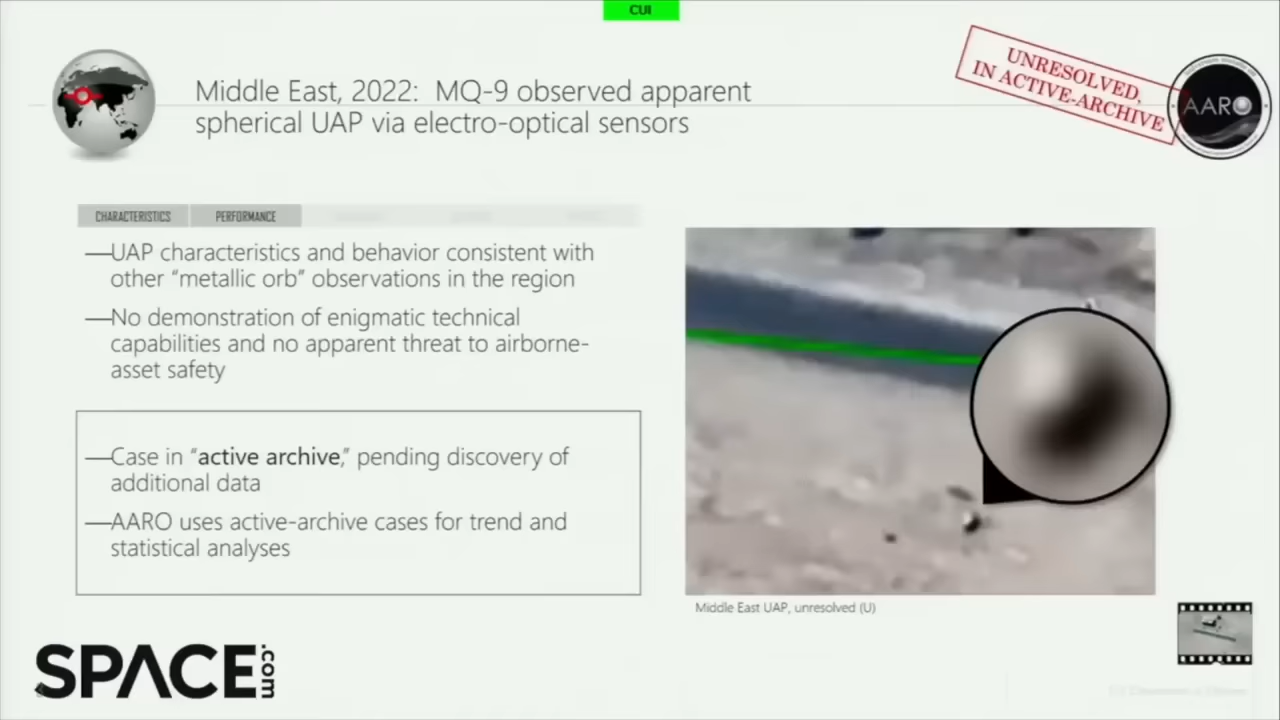 CUI
UNRESOLVED,
IN ACTIVE-ARCHIVE
AARO
Middle East, 2022:  MQ-9 observed apparent
spherical UAP via electro-optical sensors
CHARACTERISTICS
PERFORMANCE
—UAP characteristics and behavior consistent with
other “metallic orb” observations in the region
—No demonstration of enigmatic technical
capabilities and no apparent threat to airborne-
asset safety
—Case in “active archive,” pending discovery of
additional data
—AARO uses active-archive cases for trend and
statistical analyses
Middle East UAP, unresolved (U)
SPACE.com